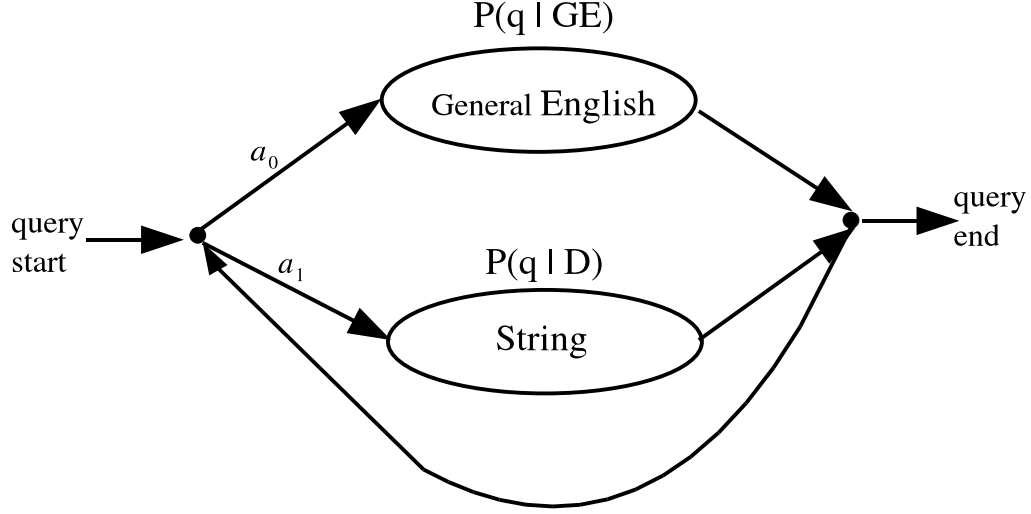 P(q | GE)
General English
a0
query
start
query
end
a1
P(q | D)
String